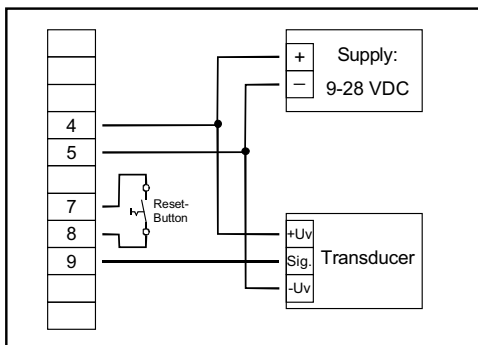 4
5
7
8
9
Reset-
Button
+
–
Supply:
9-28 VDC
+Uv
Sig.
-Uv
Transducer